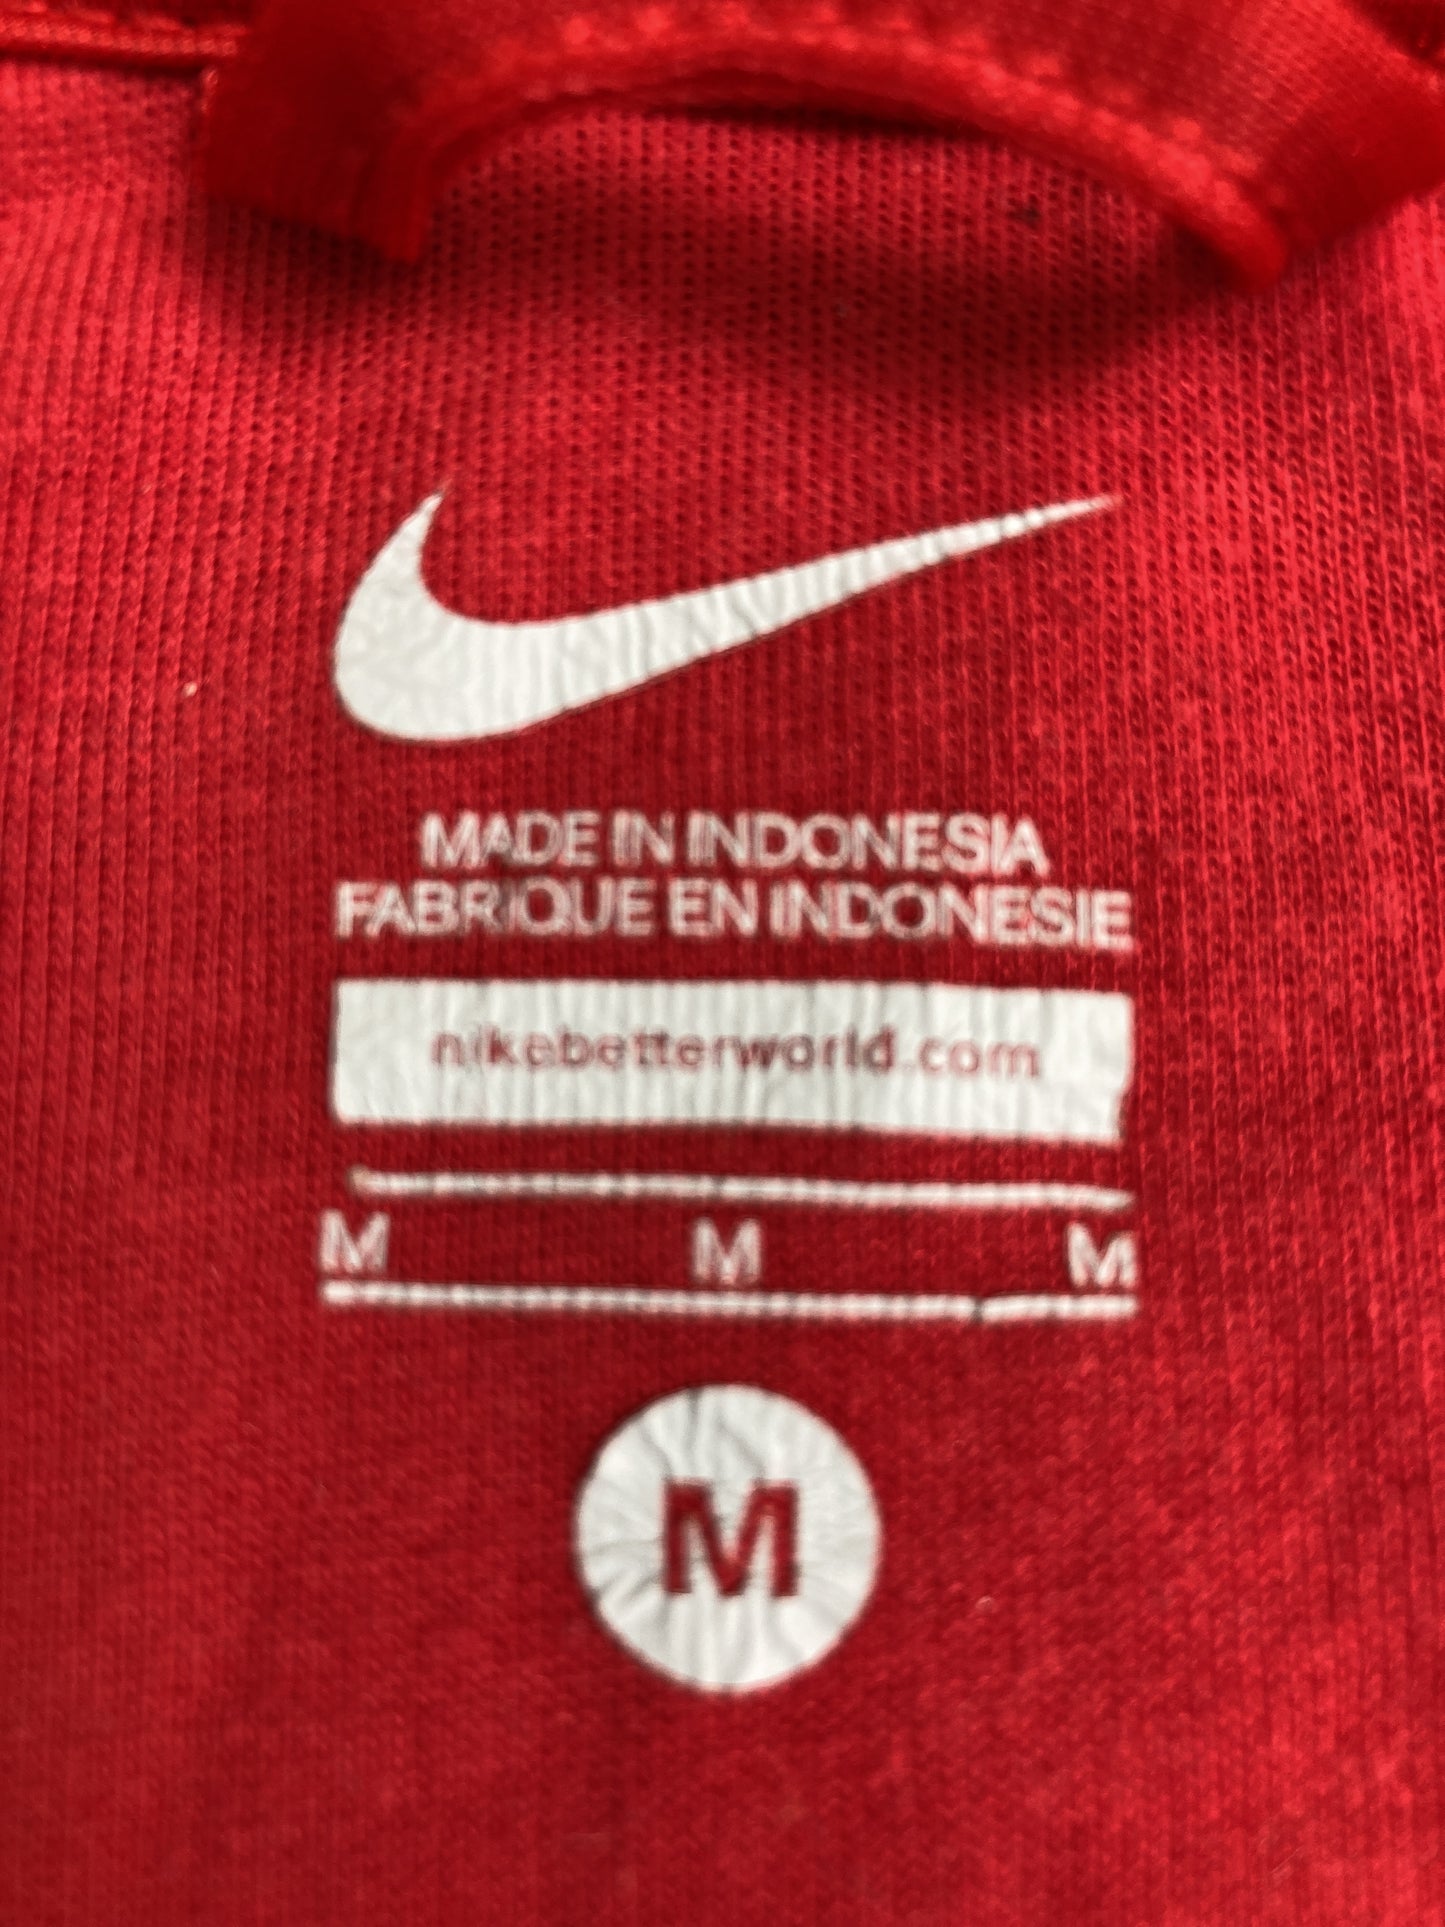 MADE IN INDONESIA
FABRIQUE EN INDONESIE
nikebetterworld.com
M M M
M